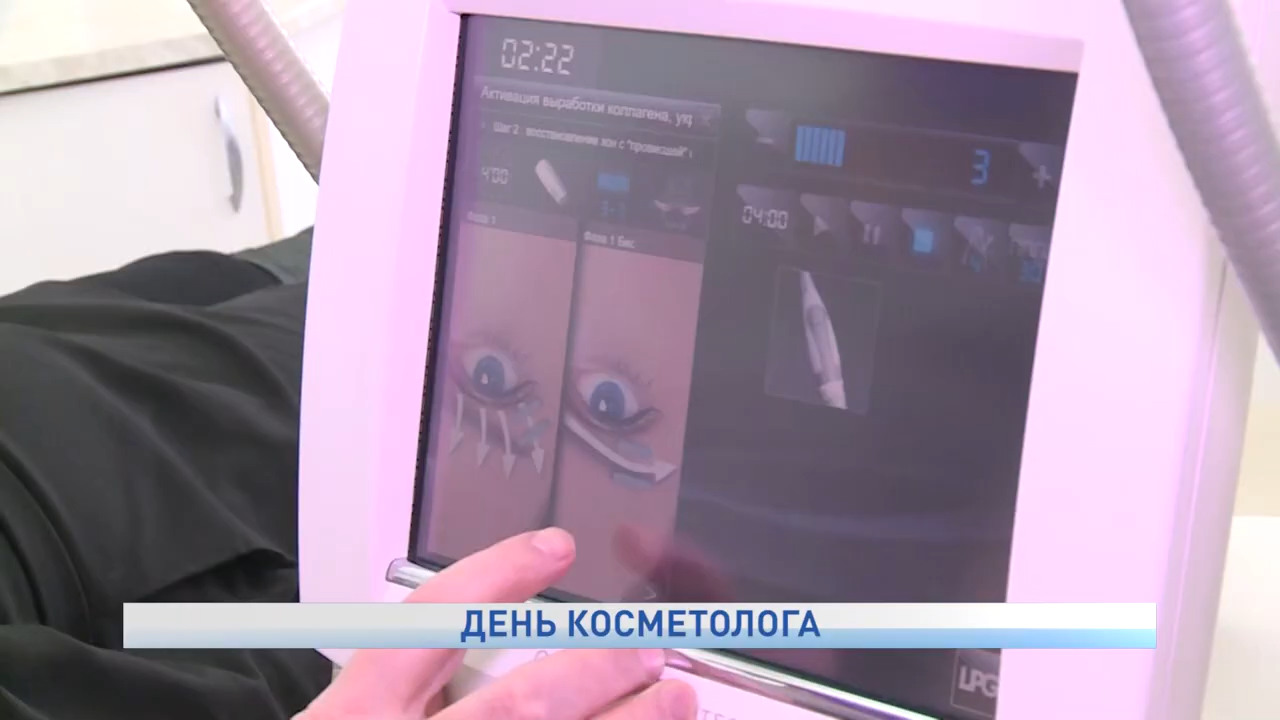 02:22
Активация выработки коллагена, укр
Шаг 2 восстановление зон с "провисшей"
4'00
3
+
04:00
Фаза 1
Фаза 1 Бис
ДЕНЬ КОСМЕТОЛОГА
LPG